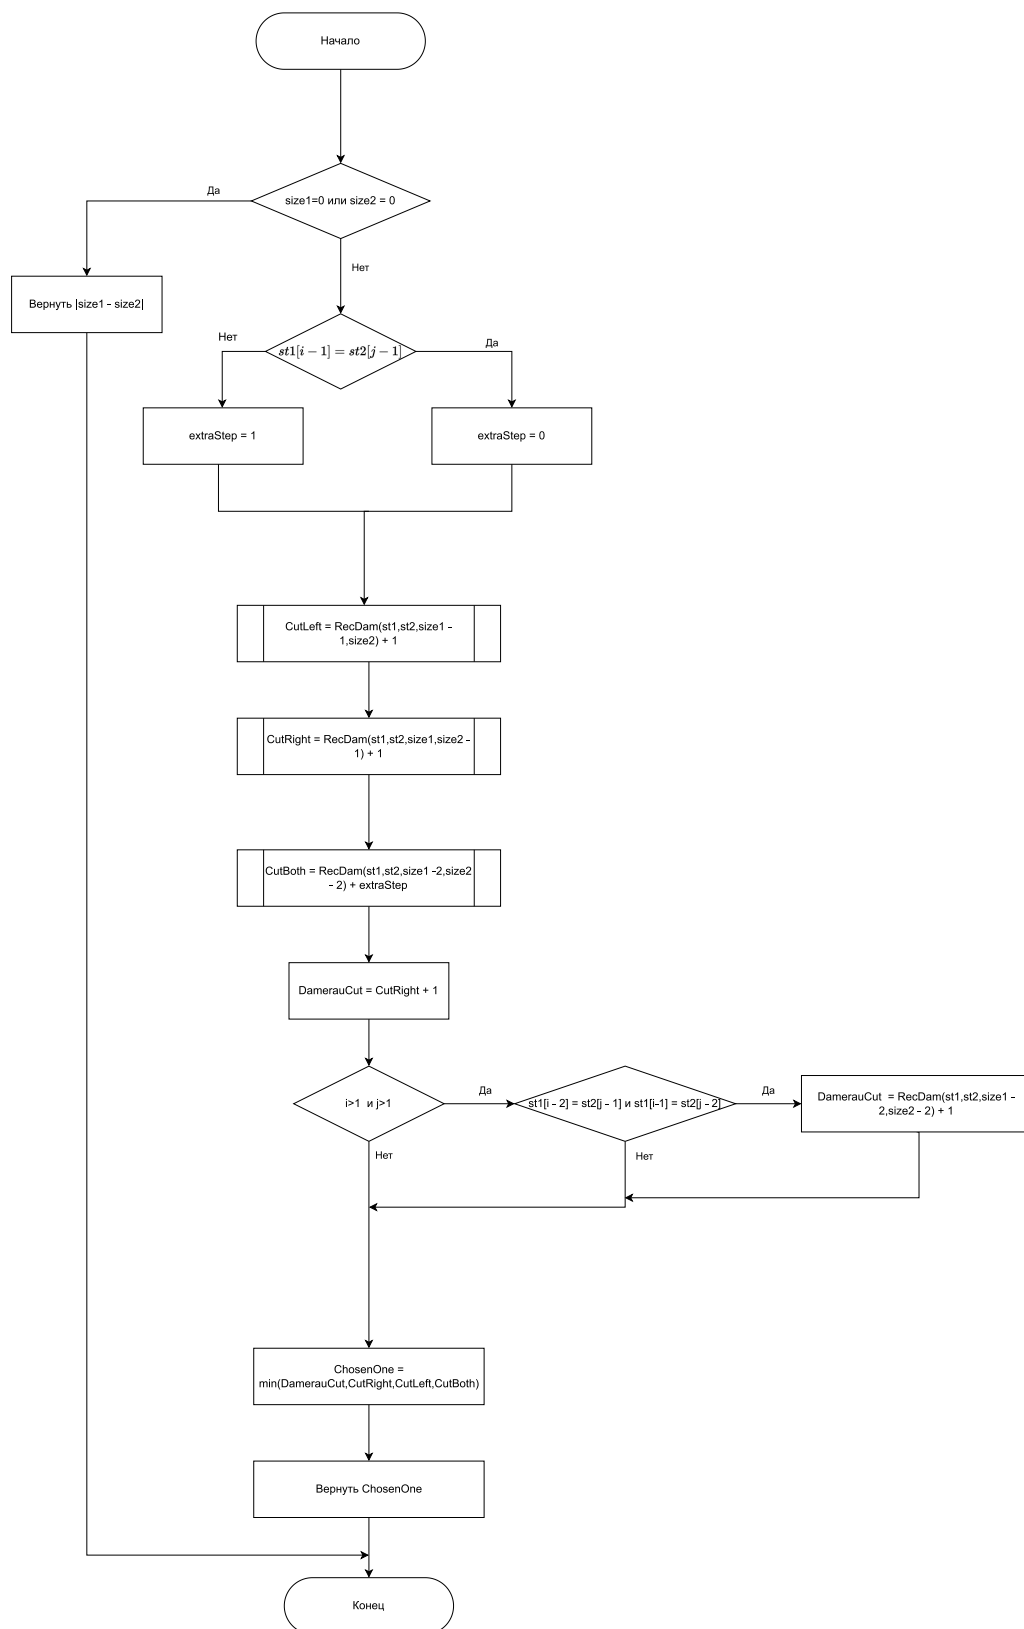 Начало
Да
size1=0 или size2 = 0
Нет
Вернуть |size1 - size2|
Нет
st1[i − 1] = st2[j − 1]
Да
extraStep = 1
extraStep = 0
CutLeft = RecDam(st1,st2,size1 -
1,size2) + 1
CutRight = RecDam(st1,st2,size1,size2 -
1) + 1
CutBoth = RecDam(st1,st2,size1 -2,size2
- 2) + extraStep
DamerauCut = CutRight + 1
i>1 и j>1
Да
st1[i - 2] = st2[j - 1] и st1[i-1] = st2[j - 2]
Да
DamerauCut = RecDam(st1,st2,size1 -
2,size2 - 2) + 1
Нет
Нет
ChosenOne =
min(DamerauCut,CutRight,CutLeft,CutBoth)
Вернуть ChosenOne
Конец